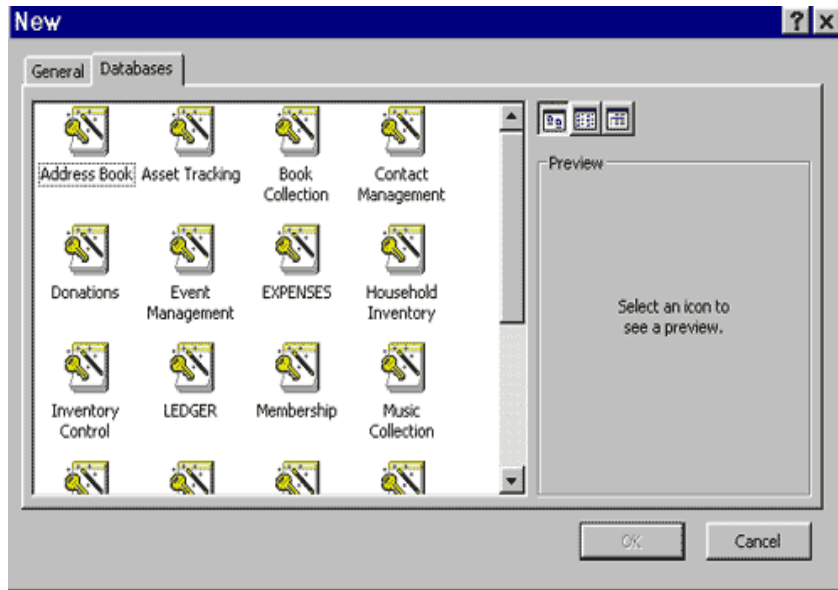 New
General Databases
Address Book Asset Tracking Book Collection Contact Management
Donations Event Management EXPENSES Household Inventory
Inventory Control LEDGER Membership Music Collection
Preview
Select an icon to
see a preview.
OK Cancel